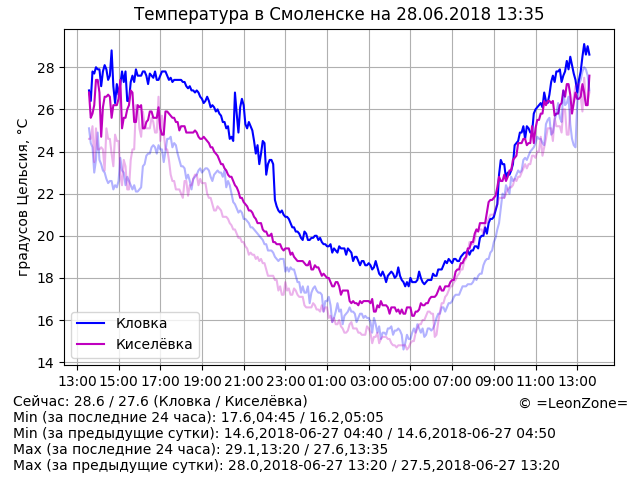 Температура в Смоленске на 28.06.2018 13:35
градусов Цельсия, °C
28
26
24
22
20
18
16
14
Кловка
Киселёвка
13:00 15:00 17:00 19:00 21:00 23:00 01:00 03:00 05:00 07:00 09:00 11:00 13:00
Сейчас: 28.6 / 27.6 (Кловка / Киселёвка)
© =LeonZone=
Min (за последние 24 часа): 17.6,04:45 / 16.2,05:05
Min (за предыдущие сутки): 14.6,2018-06-27 04:40 / 14.6,2018-06-27 04:50
Max (за последние 24 часа): 29.1,13:20 / 27.6,13:35
Max (за предыдущие сутки): 28.0,2018-06-27 13:20 / 27.5,2018-06-27 13:20